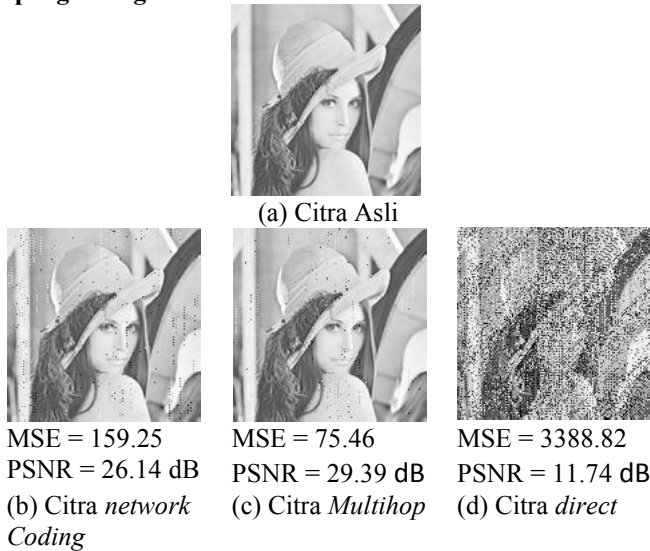 (a) Citra Asli
MSE = 159.25
PSNR = 26.14 dB
(b) Citra network
Coding
MSE = 75.46
PSNR = 29.39 dB
(c) Citra Multihop
MSE = 3388.82
PSNR = 11.74 dB
(d) Citra direct